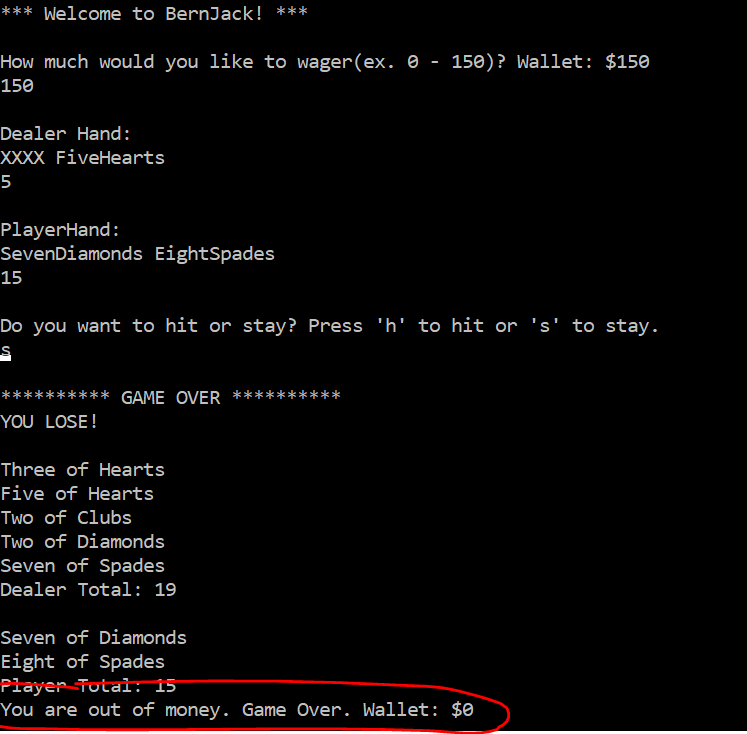 *** Welcome to BernJack! ***
How much would you like to wager(ex. 0 - 150)? Wallet: $150
150
Dealer Hand:
XXXX FiveHearts
5
PlayerHand:
SevenDiamonds EightSpades
15
Do you want to hit or stay? Press 'h' to hit or 's' to stay.
s
********** GAME OVER **********
YOU LOSE!
Three of Hearts
Five of Hearts
Two of Clubs
Two of Diamonds
Seven of Spades
Dealer Total: 19
Seven of Diamonds
Eight of Spades
Player Total: 15
You are out of money. Game Over. Wallet: $0